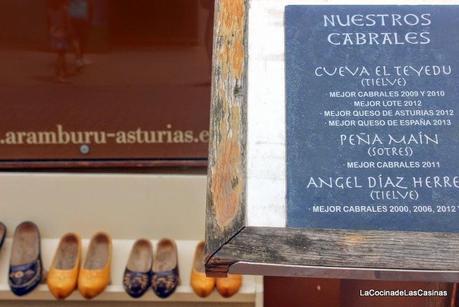 NUESTROS
CABRALES
CUEVA EL TEYEDU
(TIELVE)
· MEJOR CABRALES 2009 Y 2010
· MEJOR LOTE 2012
· MEJOR QUESO DE ASTURIAS 2012
· MEJOR QUESO DE ESPAÑA 2013
PEÑA MAÍN
(SOTRES)
· MEJOR CABRALES 2011
ANGEL DÍAZ HERRE
(TIELVE)
· MEJOR CABRALES 2000, 2006, 2012
.aramburu-asturias.e
LaCocinadeLasCasinas